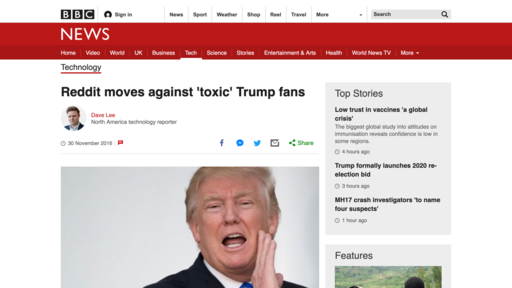 BBC Sign in News Sport Weather Shop Reel Travel More Search
NEWS
Home Video World UK Business Tech Science Stories Entertainment & Arts Health World News TV More
Technology
Reddit moves against 'toxic' Trump fans
Dave Lee
North America technology reporter
30 November 2016
Share
Top Stories
Low trust in vaccines 'a global
crisis'
The biggest global study into attitudes on
immunisation reveals confidence is low in
some regions.
4 hours ago
Trump formally launches 2020 re-
election bid
3 hours ago
MH17 crash investigators 'to name
four suspects'
1 hour ago
Features